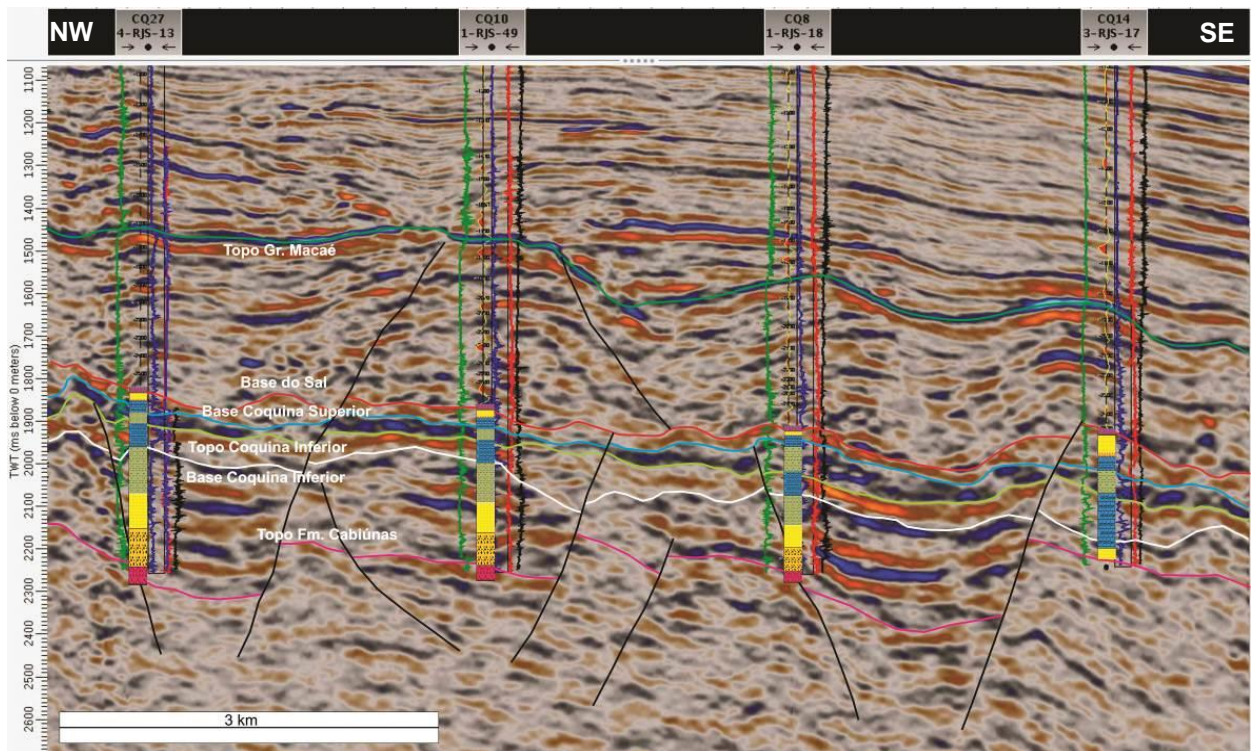 NW
CQ27
4-RJS-13
CQ10
1-RJS-49
CQ8
1-RJS-18
CQ14
3-RJS-17
SE
TWT (ms below 0 meters)
1100
1200
1300
1400
1500
1600
1700
1800
1900
2000
2100
2200
2300
2400
2500
2600
Topo Gr. Macaé
Base do Sal
Base Coquina Superior
Topo Coquina Inferior
Base Coquina Inferior
Topo Fm. Cablúnas
3 km